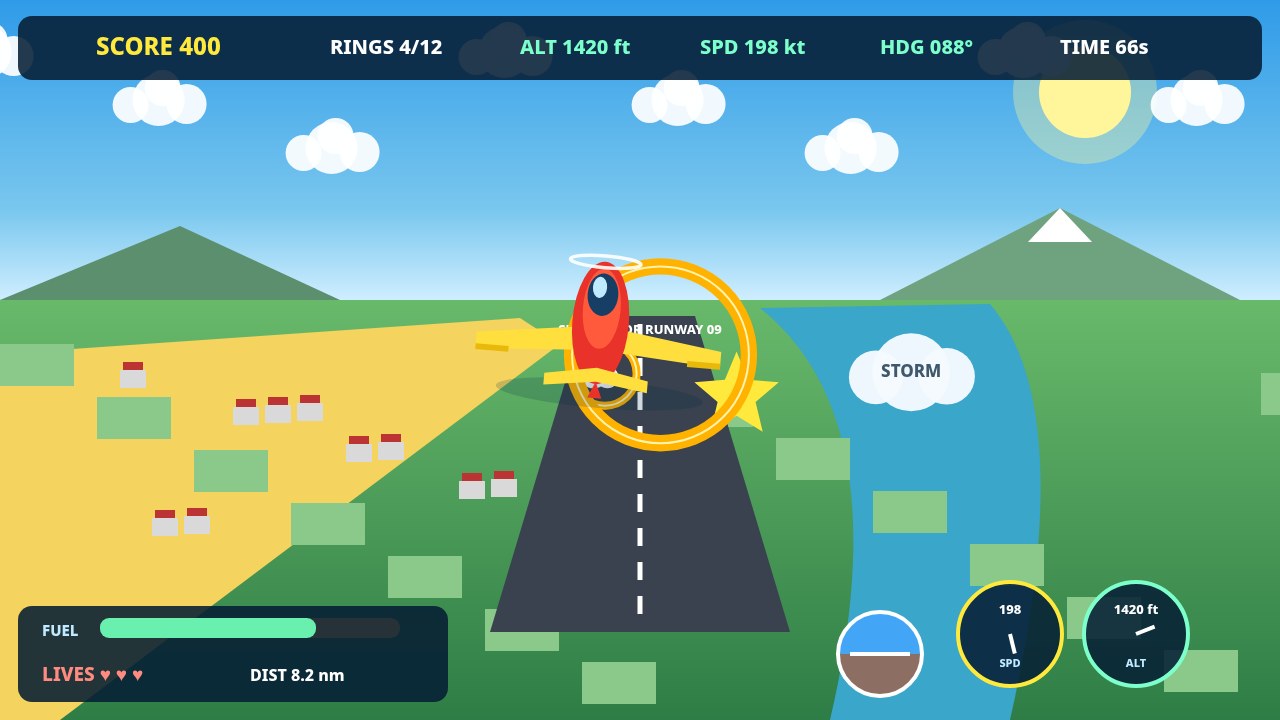 SCORE 400
RINGS 4/12
ALT 1420 ft
SPD 198 kt
HDG 088°
TIME 66s
RUNWAY 09
STORM
198
SPD
1420 ft
ALT
FUEL
LIVES ♥ ♥ ♥
DIST 8.2 nm